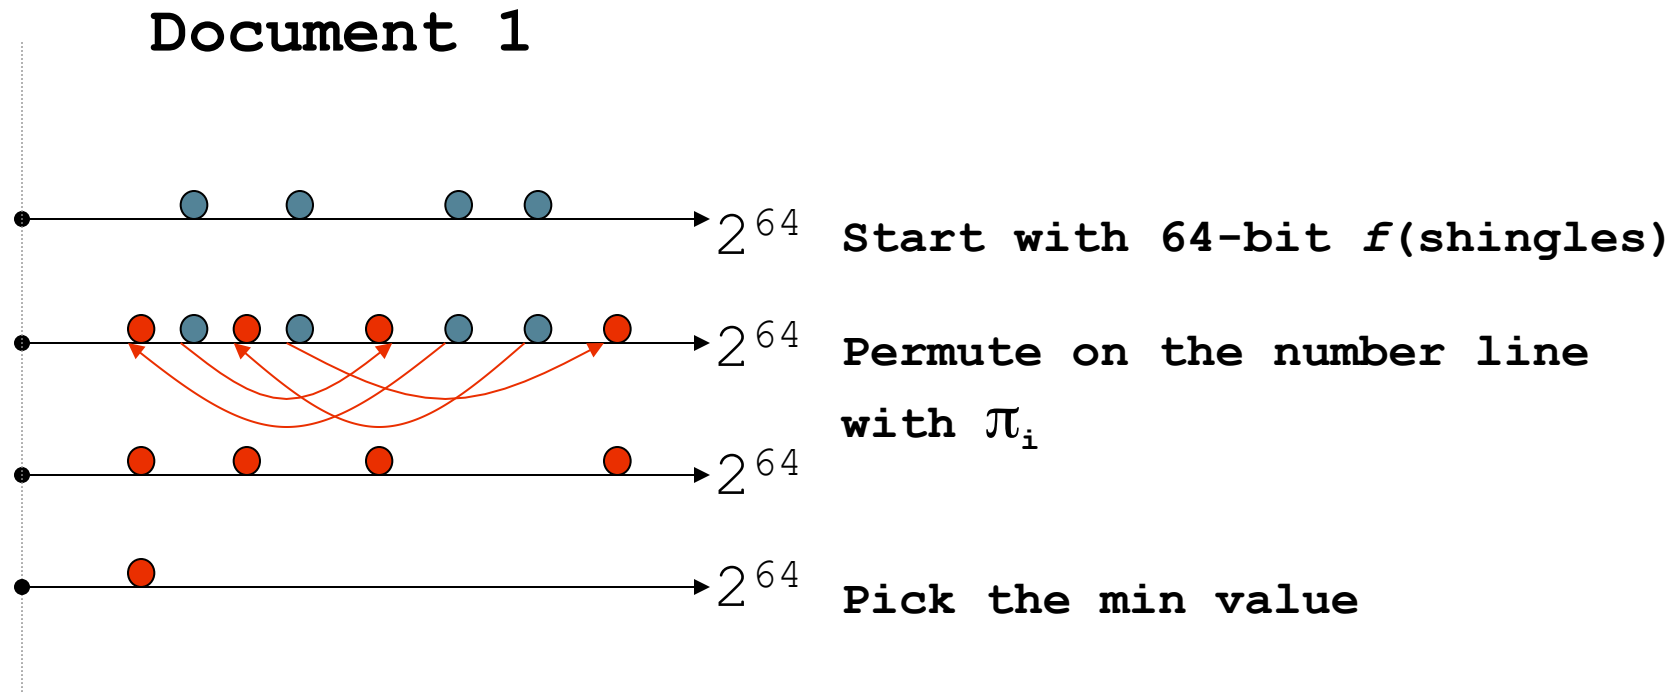 Document 1
2^64 Start with 64-bit f(shingles)
2^64 Permute on the number line
with π_i
2^64
2^64 Pick the min value